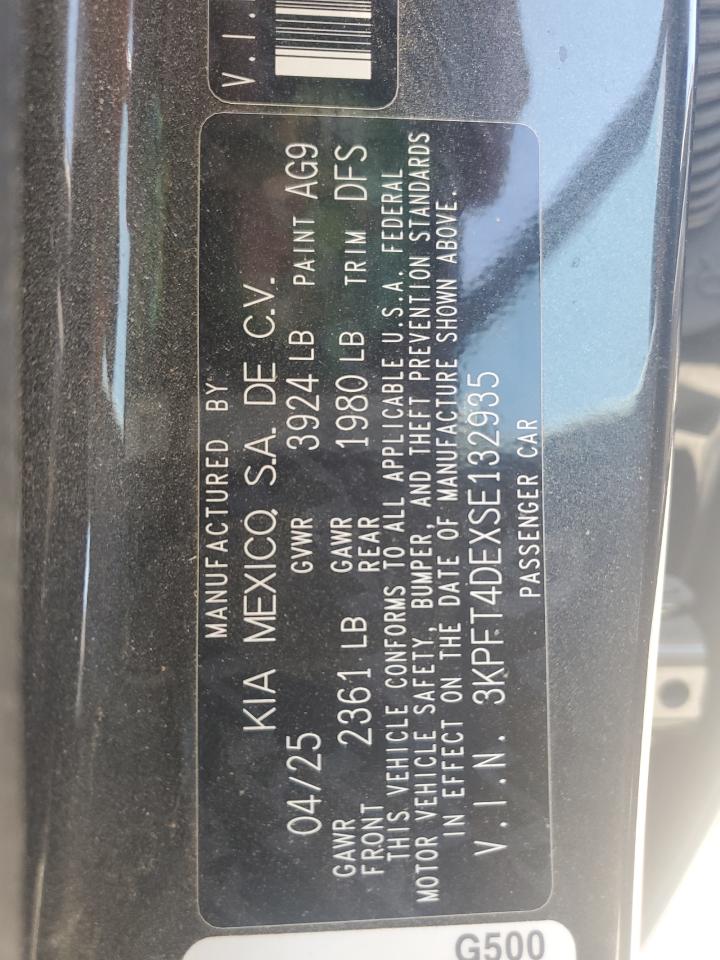 V.I.
MANUFACTURED BY
KIA MEXICO, S.A. DE C.V.
04/25 GVWR 3924 LB PAINT AG9
GAWR FRONT 2361 LB GAWR REAR 1980 LB TRIM DFS
THIS VEHICLE CONFORMS TO ALL APPLICABLE U.S.A. FEDERAL
MOTOR VEHICLE SAFETY, BUMPER, AND THEFT PREVENTION STANDARDS
IN EFFECT ON THE DATE OF MANUFACTURE SHOWN ABOVE.
V.I.N. 3KPFT4DEXSE132935
PASSENGER CAR
G500